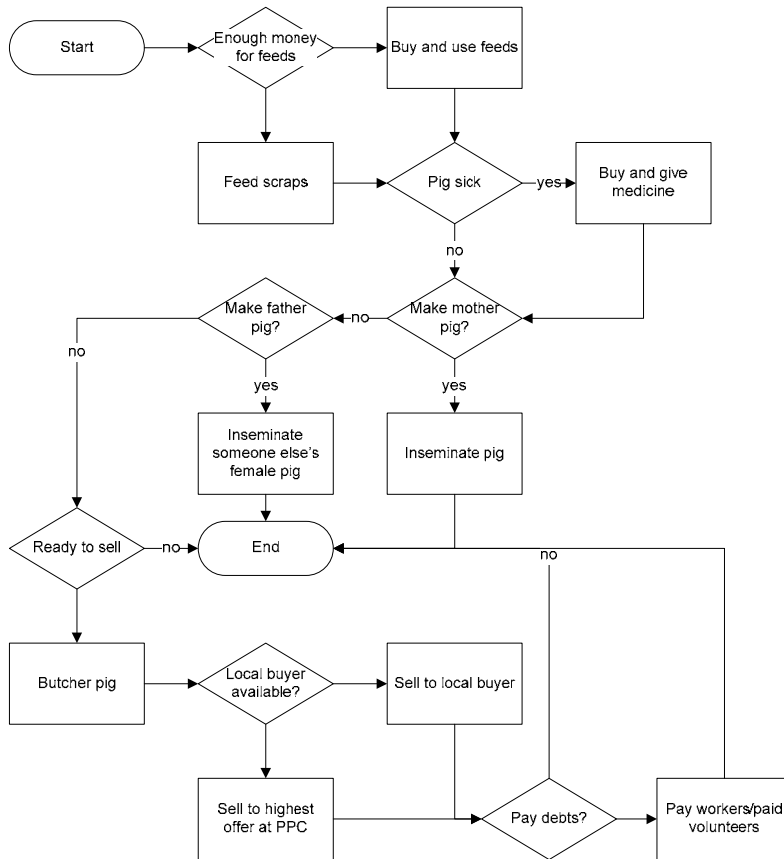 Start
Enough money
for feeds
Buy and use feeds
Feed scraps
Pig sick
yes
Buy and give
medicine
no
Make father
pig?
no
Make mother
pig?
no
yes
yes
Inseminate
someone else's
female pig
Inseminate pig
Ready to sell
no
End
no
Butcher pig
Local buyer
available?
Sell to local buyer
Sell to highest
offer at PPC
Pay debts?
Pay workers/paid
volunteers